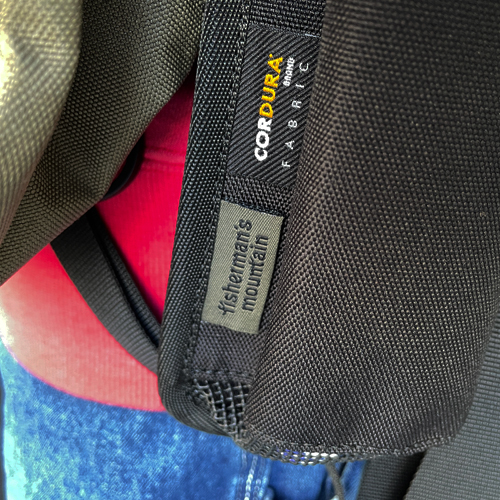 CORDURA
BRAND
FABRIC
fisherman's
mountain